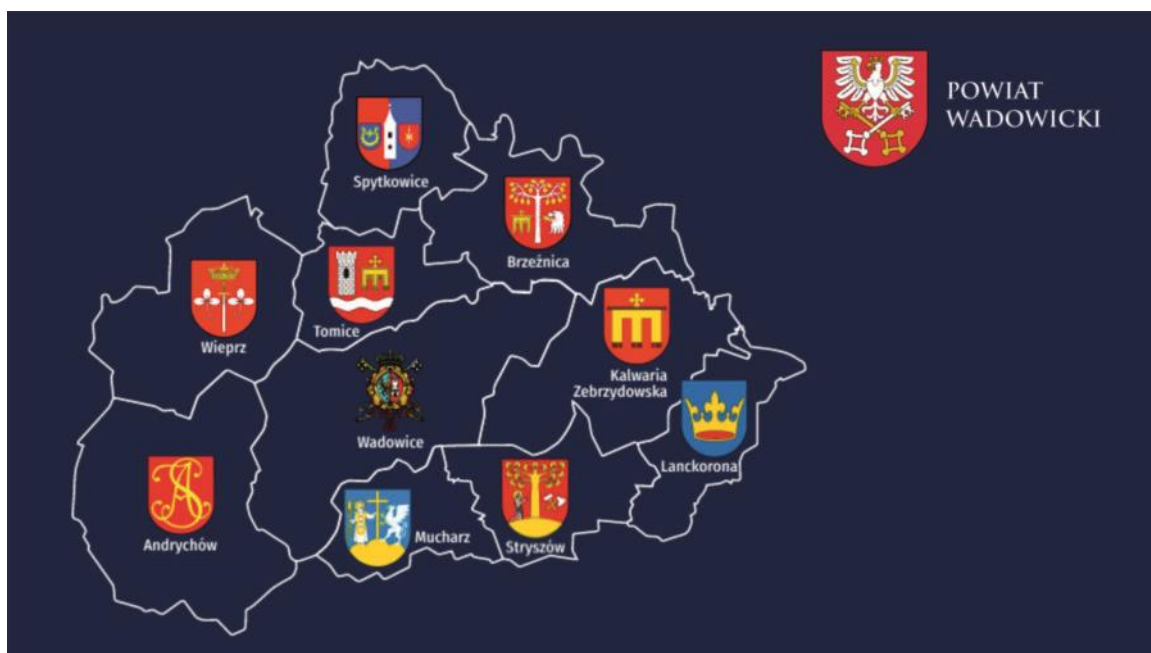 POWIAT
WADOWICKI
Spytkowice
Brzeźnica
Tomice
Wieprz
Kalwaria
Zebrzydowska
Wadowice
Lanckorona
Mucharz
Stryszów
Andrychów